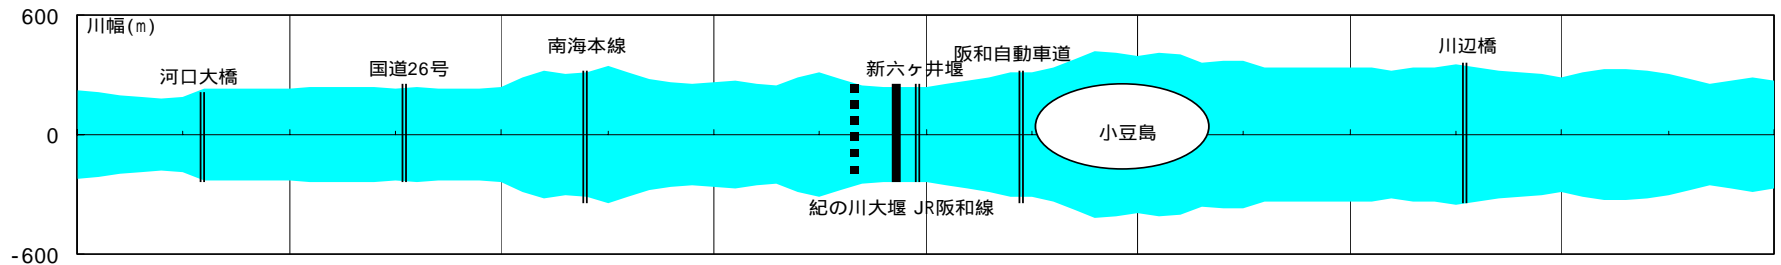 600
川幅(m)
南海本線
阪和自動車道
川辺橋
河口大橋
国道26号
新六ヶ井堰
0
小豆島
紀の川大堰 JR阪和線
-600